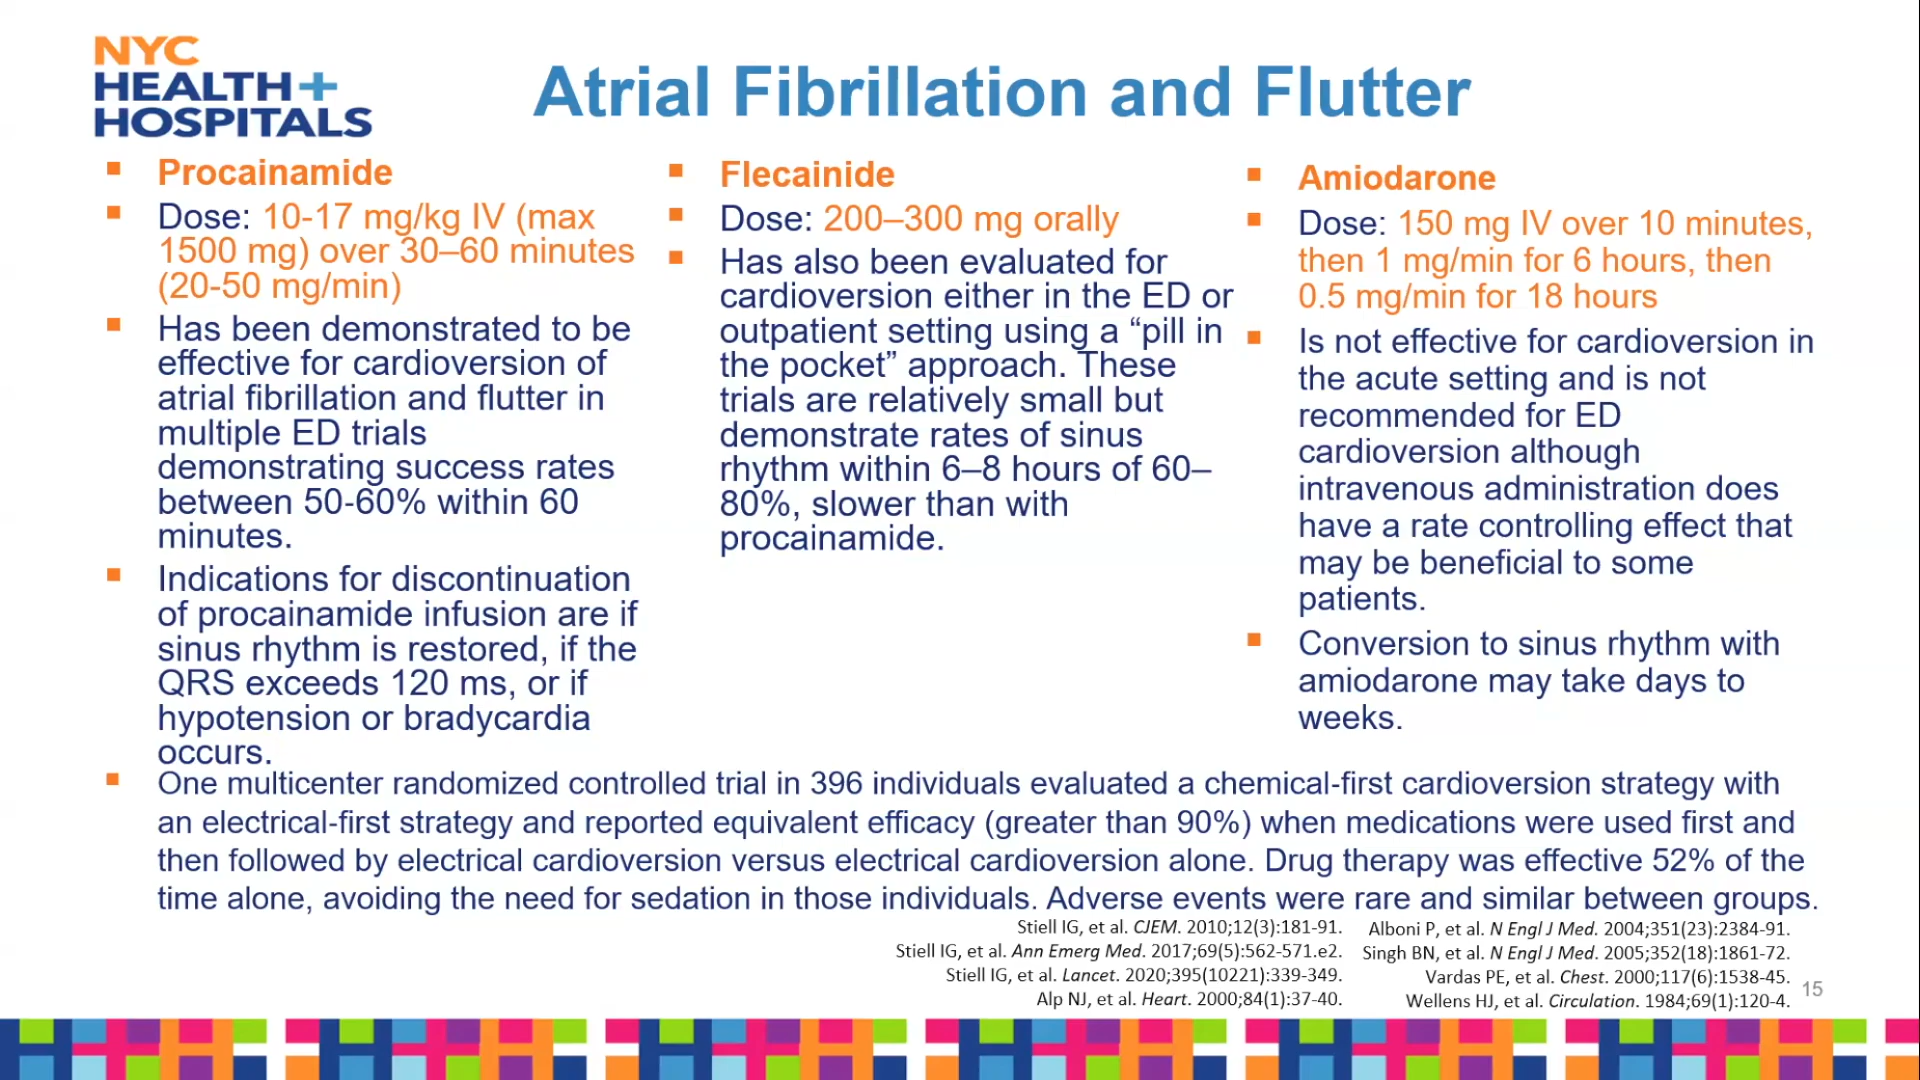 NYC
HEALTH+
HOSPITALS
Atrial Fibrillation and Flutter
Procainamide
Dose: 10-17 mg/kg IV (max
1500 mg) over 30–60 minutes
(20-50 mg/min)
Has been demonstrated to be
effective for cardioversion of
atrial fibrillation and flutter in
multiple ED trials
demonstrating success rates
between 50-60% within 60
minutes.
Indications for discontinuation
of procainamide infusion are if
sinus rhythm is restored, if the
QRS exceeds 120 ms, or if
hypotension or bradycardia
occurs.
Flecainide
Dose: 200–300 mg orally
Has also been evaluated for
cardioversion either in the ED or
outpatient setting using a “pill in
the pocket” approach. These
trials are relatively small but
demonstrate rates of sinus
rhythm within 6–8 hours of 60–
80%, slower than with
procainamide.
Amiodarone
Dose: 150 mg IV over 10 minutes,
then 1 mg/min for 6 hours, then
0.5 mg/min for 18 hours
Is not effective for cardioversion in
the acute setting and is not
recommended for ED
cardioversion although
intravenous administration does
have a rate controlling effect that
may be beneficial to some
patients.
Conversion to sinus rhythm with
amiodarone may take days to
weeks.
One multicenter randomized controlled trial in 396 individuals evaluated a chemical-first cardioversion strategy with
an electrical-first strategy and reported equivalent efficacy (greater than 90%) when medications were used first and
then followed by electrical cardioversion versus electrical cardioversion alone. Drug therapy was effective 52% of the
time alone, avoiding the need for sedation in those individuals. Adverse events were rare and similar between groups.
Stiell IG, et al. CJEM. 2010;12(3):181-91.
Stiell IG, et al. Ann Emerg Med. 2017;69(5):562-571.e2.
Stiell IG, et al. Lancet. 2020;395(10221):339-349.
Alp NJ, et al. Heart. 2000;84(1):37-40.
Alboni P, et al. N Engl J Med. 2004;351(23):2384-91.
Singh BN, et al. N Engl J Med. 2005;352(18):1861-72.
Vardas PE, et al. Chest. 2000;117(6):1538-45.
Wellens HJ, et al. Circulation. 1984;69(1):120-4.
15